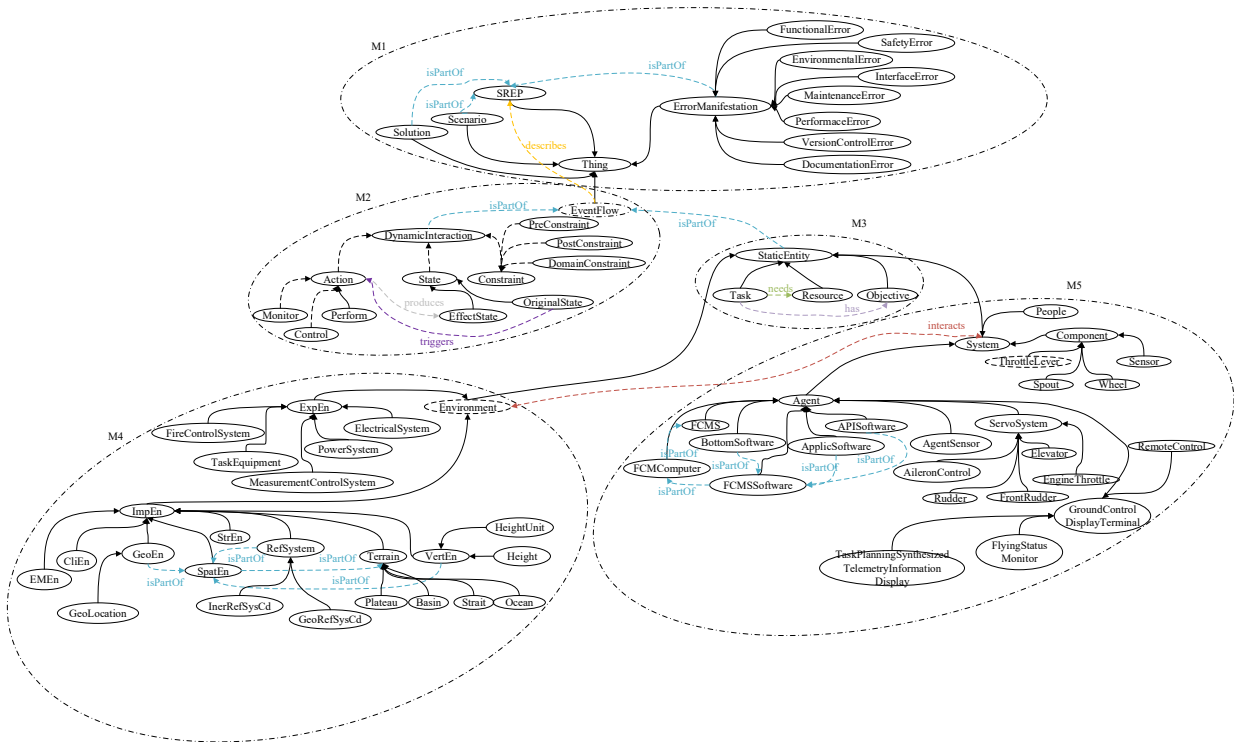 M1
FunctionalError
SafetyError
EnvironmentalError
isPartOf
isPartOf
InterfaceError
SREP
MaintenanceError
isPartOf
ErrorManifestation
Scenario
PerformaceError
Solution
VersionControlError
describes
Thing
DocumentationError
M2
isPartOf
EventFlow
PreConstraint
isPartOf
M3
DynamicInteraction
PostConstraint
StaticEntity
DomainConstraint
Action
State
Constraint
M5
Task
needs
Resource
Objective
produces
OriginalState
has
Monitor
Perform
EffectState
People
Control
interacts
Component
triggers
System
ThrottleLever
Sensor
Spout
Wheel
ExpEn
Environment
Agent
M4
FireControlSystem
ElectricalSystem
FCMS
APISoftware
ServoSystem
PowerSystem
BottomSoftware
ApplicSoftware
AgentSensor
RemoteControl
TaskEquipment
isPartOf
isPartOf
isPartOf
isPartOf
Elevator
FCMComputer
AileronControl
MeasurementControlSystem
isPartOf
FCMSSoftware
EngineThrottle
Rudder
FrontRudder
ImpEn
GroundControl
DisplayTerminal
HeightUnit
StrEn
CliEn
GeoEn
RefSystem
isPartOf
Terrain
VertEn
Height
FlyingStatus
Monitor
TaskPlanningSynthesized
TelemetryInformation
Display
EMEn
isPartOf
SpatEn
isPartOf
GeoLocation
InerRefSysCd
GeoRefSysCd
Plateau
Basin
Strait
Ocean